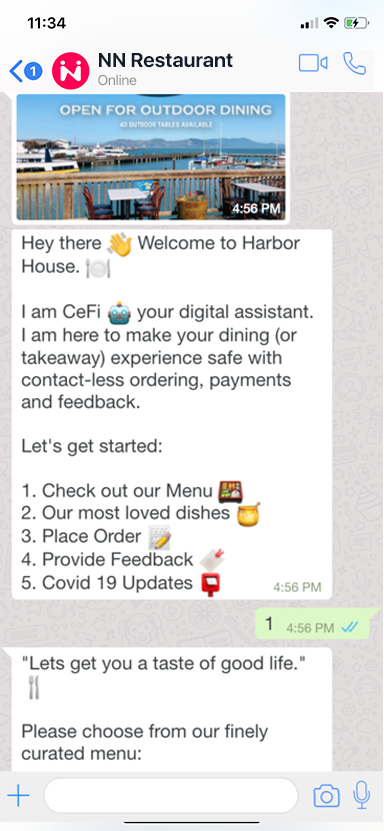 11:34
1
NN Restaurant
Online
OPEN FOR OUTDOOR DINING
40 OUTDOOR TABLES AVAILABLE
4:56 PM
Hey there 👋 Welcome to Harbor
House. 🍽️
I am CeFi 🤖 your digital assistant.
I am here to make your dining (or
takeaway) experience safe with
contact-less ordering, payments
and feedback.
Let's get started:
1. Check out our Menu 🍱
2. Our most loved dishes 🍯
3. Place Order 📝
4. Provide Feedback 🏷️
5. Covid 19 Updates 📮
4:56 PM
1 4:56 PM
"Lets get you a taste of good life."
🍴
Please choose from our finely
curated menu: